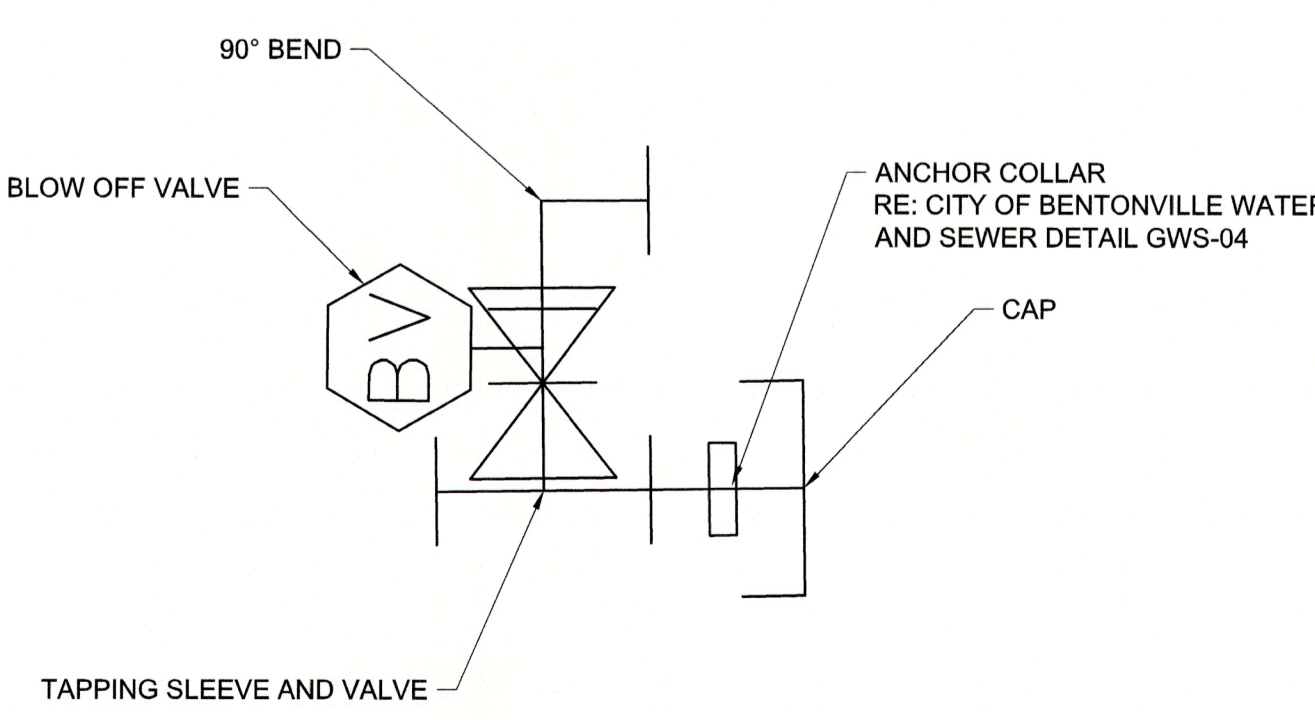 90° BEND
BLOW OFF VALVE
ANCHOR COLLAR
RE: CITY OF BENTONVILLE WATER
AND SEWER DETAIL GWS-04
CAP
BV
TAPPING SLEEVE AND VALVE